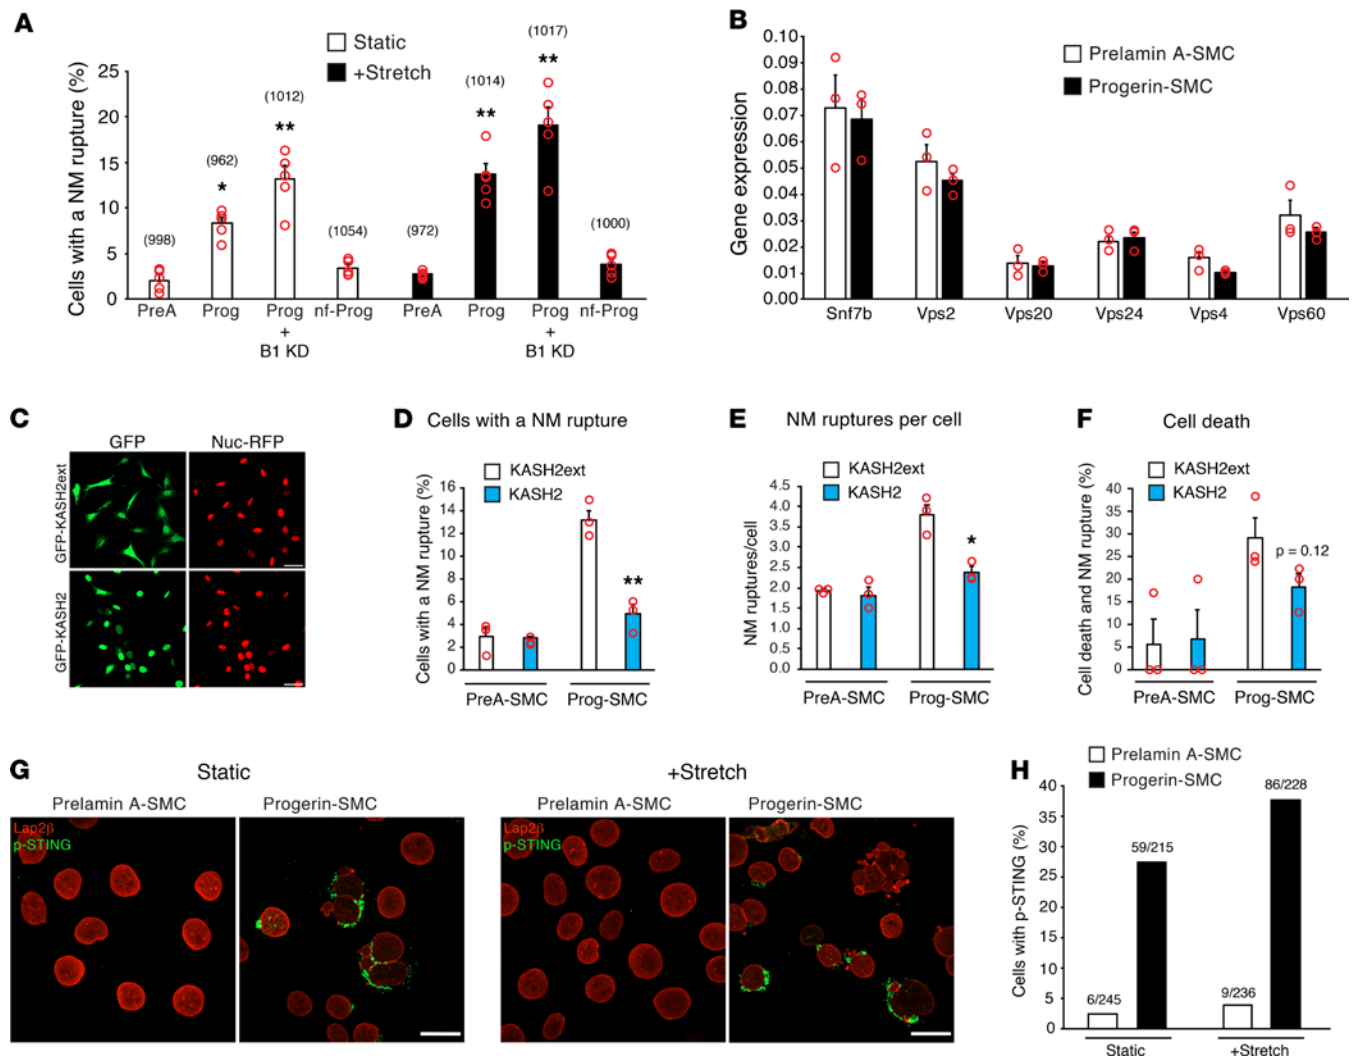 A
Static
+Stretch
Cells with a NM rupture (%)
25
20
15
10
5
0
(998)
(962)
*
(1012)
**
(1054)
(972)
(1014)
**
(1017)
**
(1000)
PreA
Prog
Prog
+
B1 KD
nf-Prog
PreA
Prog
Prog
+
B1 KD
nf-Prog
B
Prelamin A-SMC
Progerin-SMC
Gene expression
0.10
0.09
0.08
0.07
0.06
0.05
0.04
0.03
0.02
0.01
0.00
Snf7b
Vps2
Vps20
Vps24
Vps4
Vps60
C
GFP
Nuc-RFP
GFP-KASH2ext
GFP-KASH2
D
Cells with a NM rupture
KASH2ext
KASH2
Cells with a NM rupture (%)
16
14
12
10
8
6
4
2
0
**
PreA-SMC
Prog-SMC
E
NM ruptures per cell
KASH2ext
KASH2
NM ruptures/cell
4.5
4.0
3.5
3.0
2.5
2.0
1.5
1.0
0.5
0.0
*
PreA-SMC
Prog-SMC
F
Cell death
KASH2ext
KASH2
Cell death and NM rupture (%)
40
35
30
25
20
15
10
5
0
p = 0.12
PreA-SMC
Prog-SMC
G
Static
+Stretch
Prelamin A-SMC
Progerin-SMC
Prelamin A-SMC
Progerin-SMC
Lap2β
p-STING
Lap2β
p-STING
H
Prelamin A-SMC
Progerin-SMC
Cells with p-STING (%)
40
35
30
25
20
15
10
5
0
6/245
59/215
9/236
86/228
Static
+Stretch